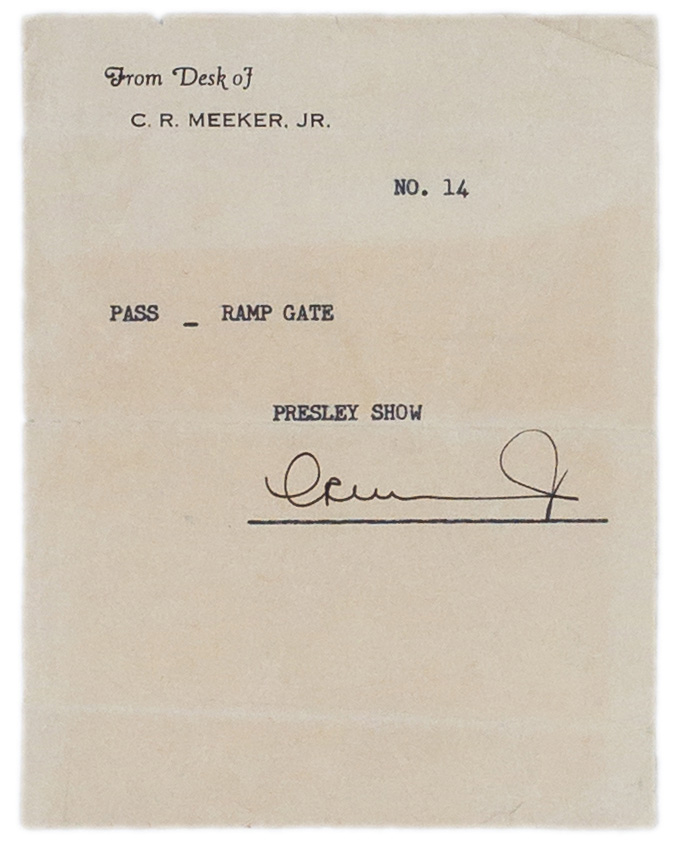 From Desk of
C. R. MEEKER, JR.
NO. 14
PASS _ RAMP GATE
PRESLEY SHOW